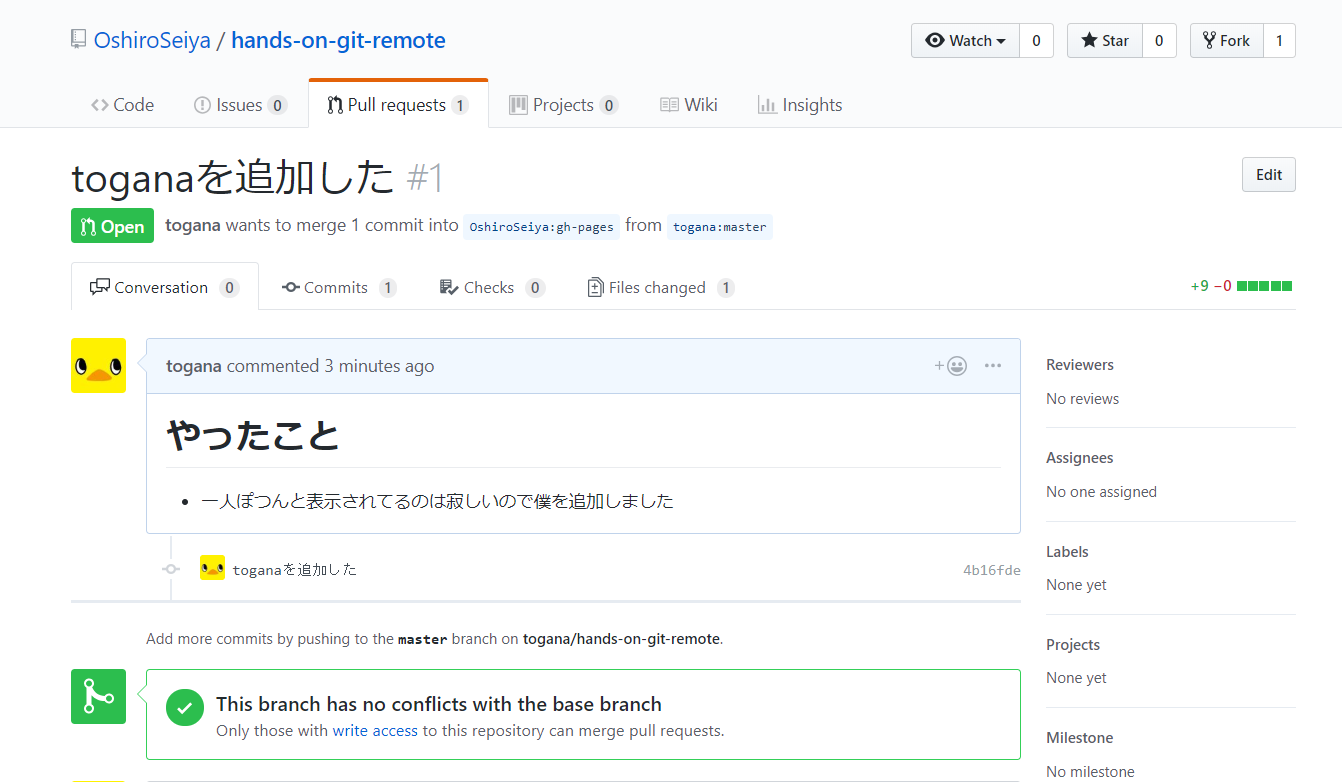 OshiroSeiya / hands-on-git-remote
Watch 0 Star 0 Fork 1
Code Issues 0 Pull requests 1 Projects 0 Wiki Insights
toganaを追加した #1
Edit
Open togana wants to merge 1 commit into OshiroSeiya:gh-pages from togana:master
Conversation 0 Commits 1 Checks 0 Files changed 1
+9 −0
togana commented 3 minutes ago
やったこと
一人ぽつんと表示されてるのは寂しいので僕を追加しました
toganaを追加した 4b16fde
Add more commits by pushing to the master branch on togana/hands-on-git-remote.
This branch has no conflicts with the base branch
Only those with write access to this repository can merge pull requests.
Reviewers
No reviews
Assignees
No one assigned
Labels
None yet
Projects
None yet
Milestone
No milestone